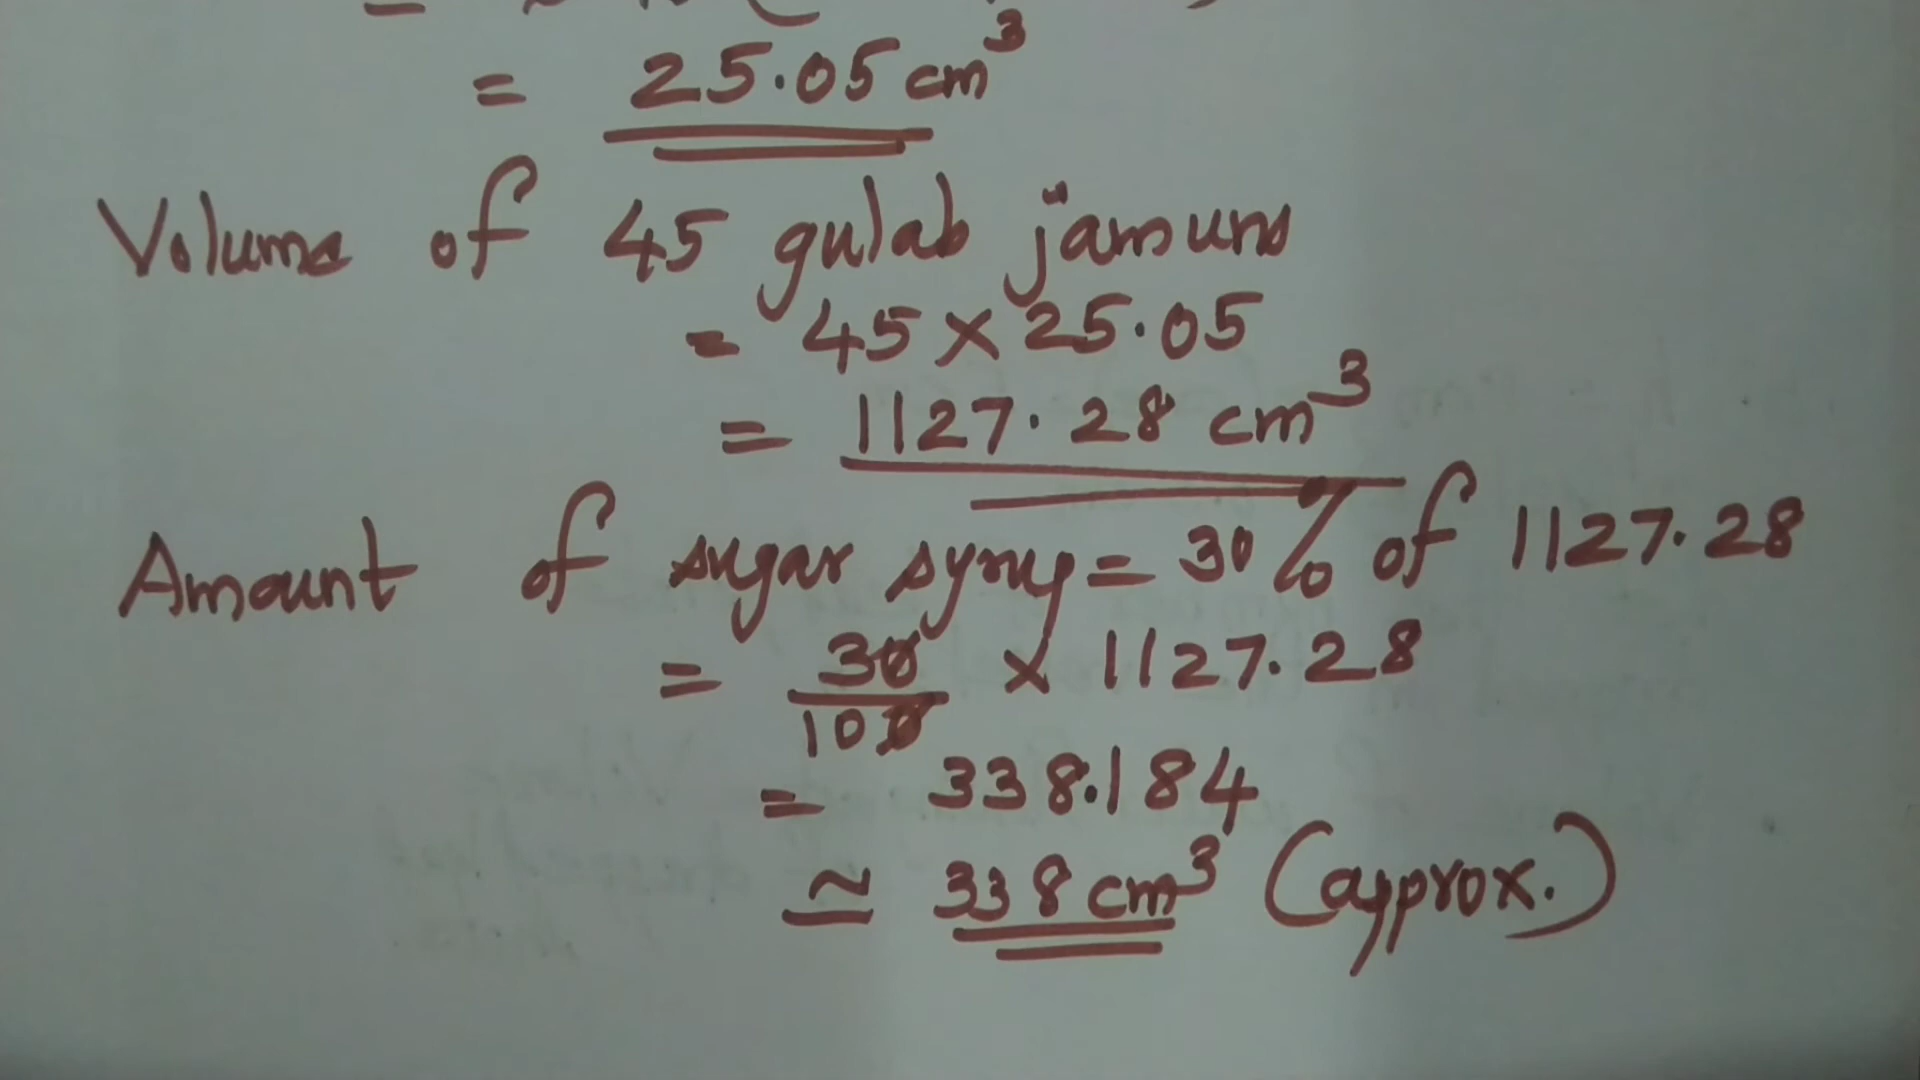 = 25.05 cm³
Volume of 45 gulab jamuns
= 45 × 25.05
= 1127.28 cm³
Amount of sugar syrup = 30% of 1127.28
= 30/100 × 1127.28
= 338.184
≃ 338 cm³ (approx.)